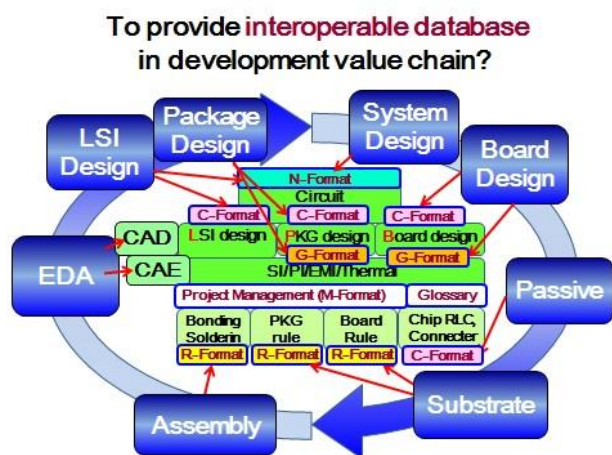 To provide interoperable database
in development value chain?
Package
Design
System
Design
LSI
Design
Board
Design
N-Format
Circuit
C-Format
C-Format
C-Format
CAD
LSI design
PKG design
Board design
G-Format
G-Format
EDA
CAE
SI/PI/EMI/Thermal
Project Management (M-Format)
Glossary
Passive
Bonding
Solderin
PKG
rule
Board
Rule
Chip RLC,
Connecter
R-Format
R-Format
R-Format
C-Format
Assembly
Substrate